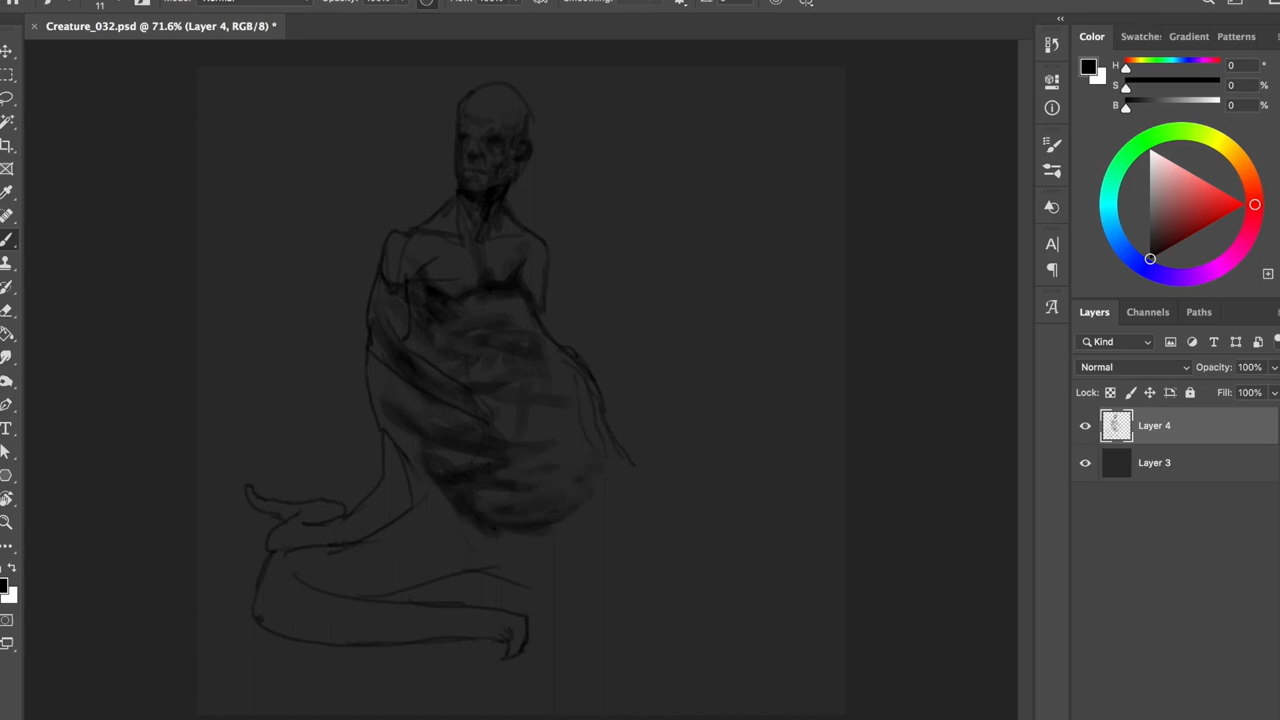 11
Creature_032.psd @ 71.6% (Layer 4, RGB/8) *
Color Swatches Gradient Patterns
H 0 °
S 0 %
B 0 %
Layers Channels Paths
Kind
Normal Opacity: 100%
Lock: Fill: 100%
Layer 4
Layer 3